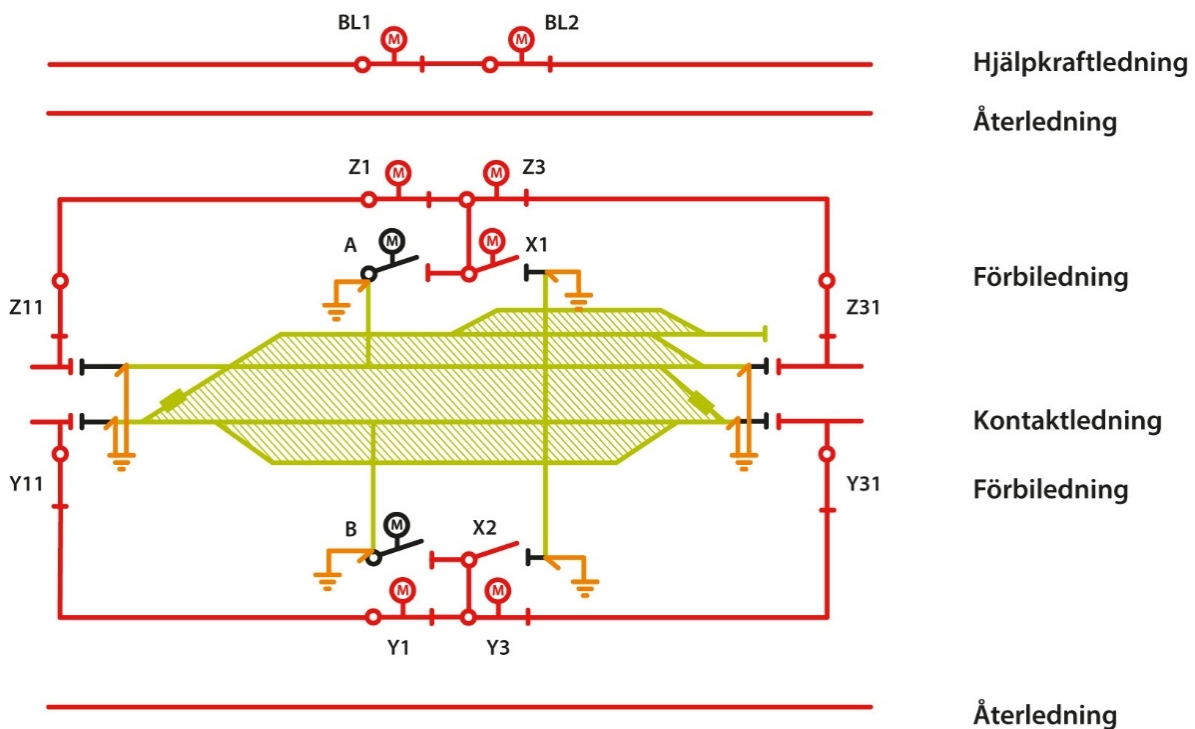 BL1 M M BL2
Hjälpkraftledning
Återledning
Z1 M M Z3
A M M X1
Förbiledning
Z11 Z31
Kontaktledning
Y11 Y31
Förbiledning
B M X2
M M
Y1 Y3
Återledning